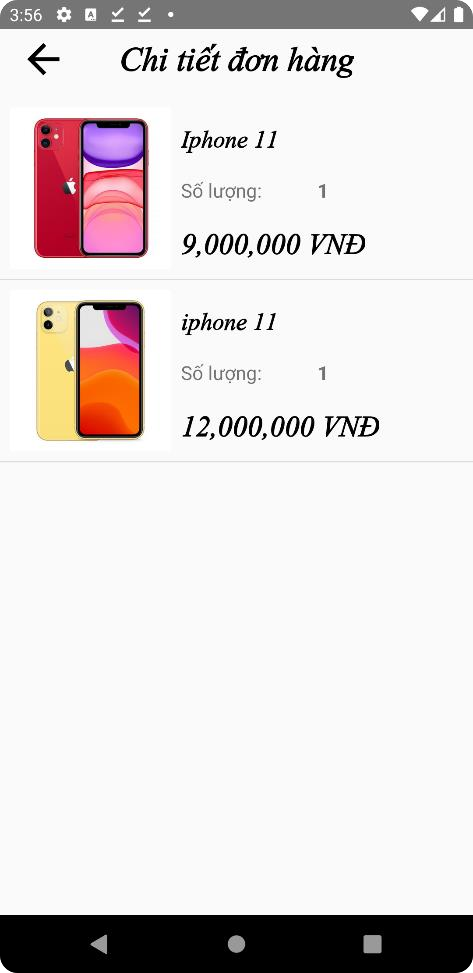 3:56
Chi tiết đơn hàng
Iphone 11
Số lượng: 1
9,000,000 VNĐ
iphone 11
Số lượng: 1
12,000,000 VNĐ